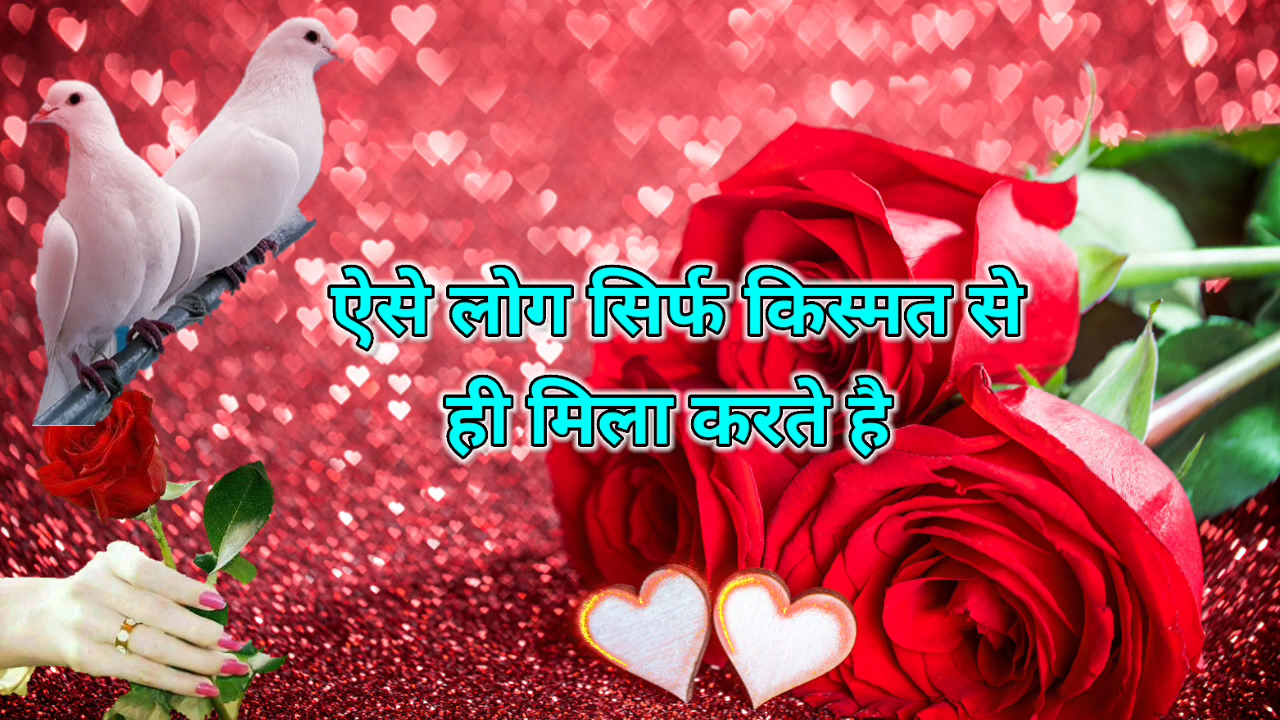 ऐसे लोग सिर्फ किस्मत से
ही मिला करते है